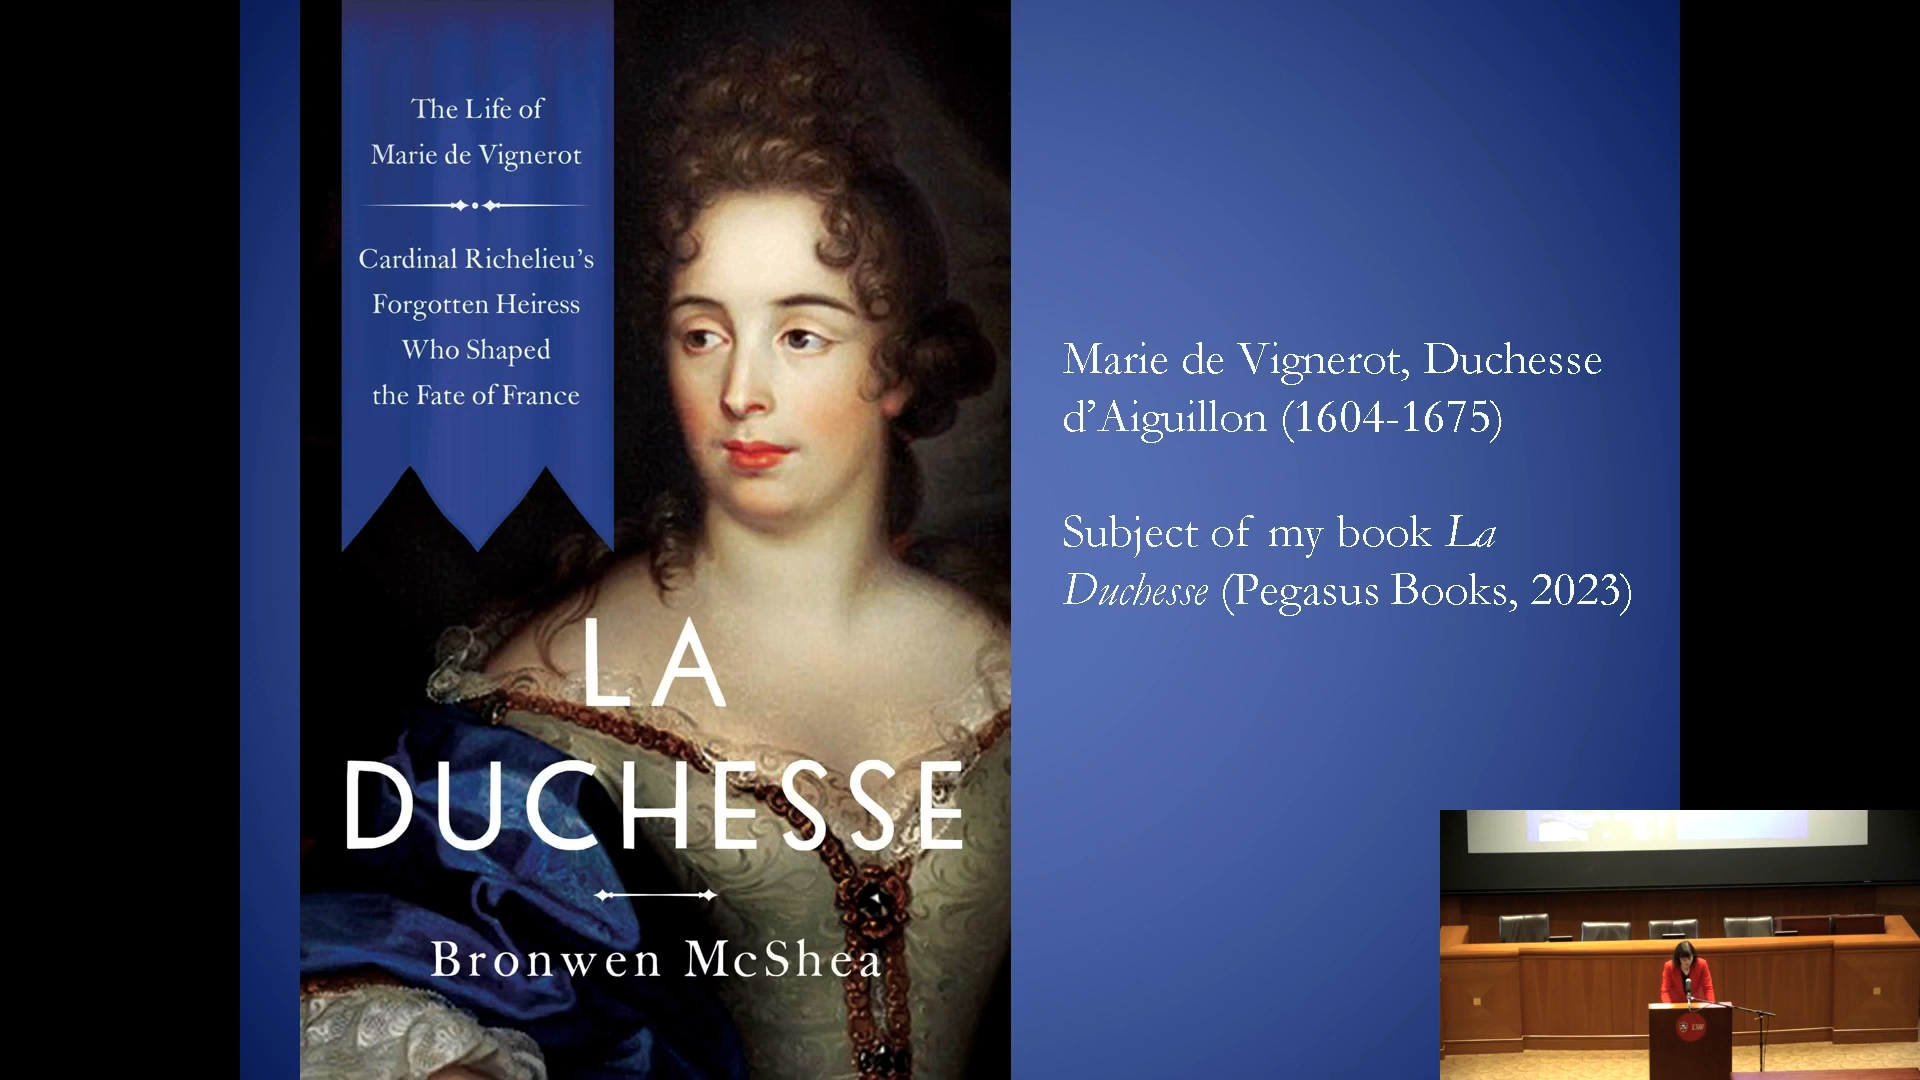 The Life of
Marie de Vignerot
Cardinal Richelieu’s
Forgotten Heiress
Who Shaped
the Fate of France
LA
DUCHESSE
Bronwen McShea
Marie de Vignerot, Duchesse
d’Aiguillon (1604-1675)
Subject of my book La
Duchesse (Pegasus Books, 2023)